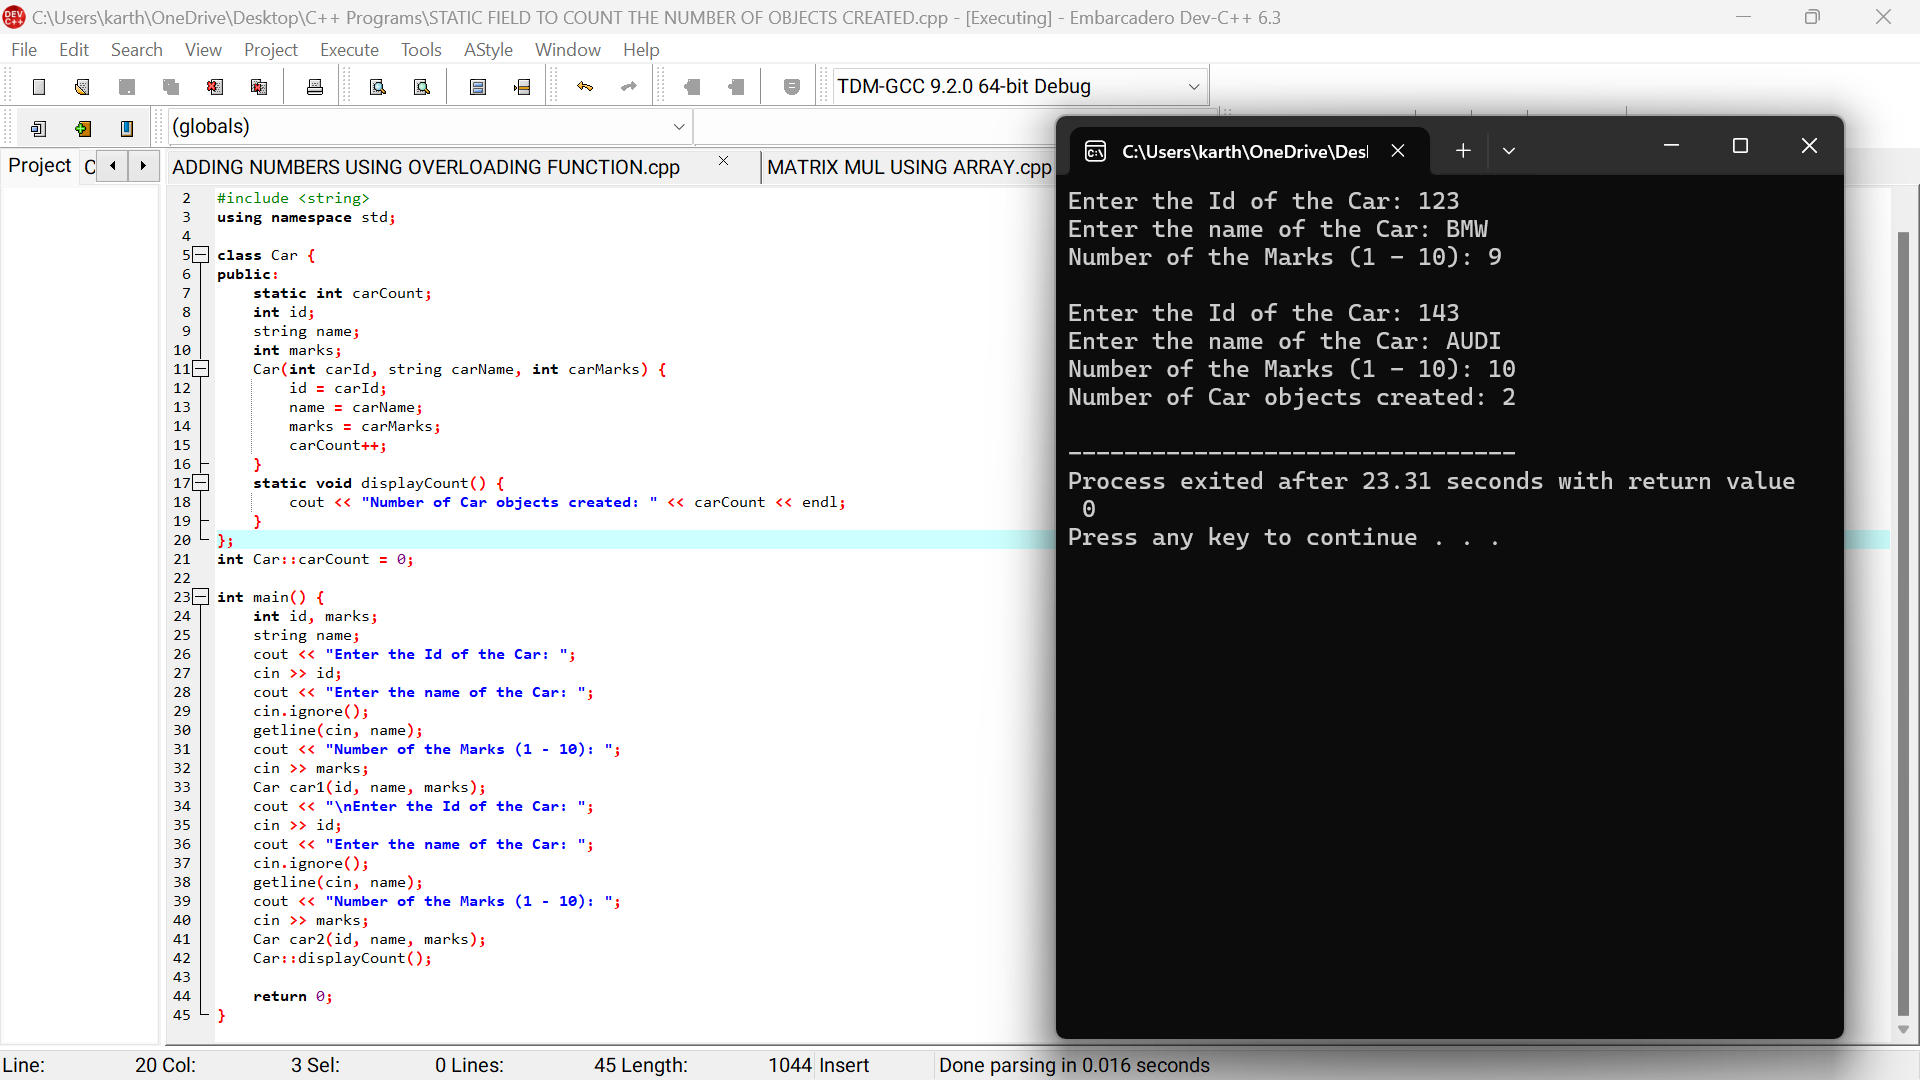 C:\Users\karth\OneDrive\Desktop\C++ Programs\STATIC FIELD TO COUNT THE NUMBER OF OBJECTS CREATED.cpp - [Executing] - Embarcadero Dev-C++ 6.3
File Edit Search View Project Execute Tools AStyle Window Help
TDM-GCC 9.2.0 64-bit Debug
(globals)
Project C ADDING NUMBERS USING OVERLOADING FUNCTION.cpp MATRIX MUL USING ARRAY.cpp
2 #include <string>
3 using namespace std;
4
5 class Car {
6 public:
7 static int carCount;
8 int id;
9 string name;
10 int marks;
11 Car(int carId, string carName, int carMarks) {
12 id = carId;
13 name = carName;
14 marks = carMarks;
15 carCount++;
16 }
17 static void displayCount() {
18 cout << "Number of Car objects created: " << carCount << endl;
19 }
20 };
21 int Car::carCount = 0;
22
23 int main() {
24 int id, marks;
25 string name;
26 cout << "Enter the Id of the Car: ";
27 cin >> id;
28 cout << "Enter the name of the Car: ";
29 cin.ignore();
30 getline(cin, name);
31 cout << "Number of the Marks (1 - 10): ";
32 cin >> marks;
33 Car car1(id, name, marks);
34 cout << "\nEnter the Id of the Car: ";
35 cin >> id;
36 cout << "Enter the name of the Car: ";
37 cin.ignore();
38 getline(cin, name);
39 cout << "Number of the Marks (1 - 10): ";
40 cin >> marks;
41 Car car2(id, name, marks);
42 Car::displayCount();
43
44 return 0;
45 }
C:\Users\karth\OneDrive\Des
Enter the Id of the Car: 123
Enter the name of the Car: BMW
Number of the Marks (1 - 10): 9
Enter the Id of the Car: 143
Enter the name of the Car: AUDI
Number of the Marks (1 - 10): 10
Number of Car objects created: 2
--------------------------------
Process exited after 23.31 seconds with return value
0
Press any key to continue . . .
Line: 20 Col: 3 Sel: 0 Lines: 45 Length: 1044 Insert Done parsing in 0.016 seconds